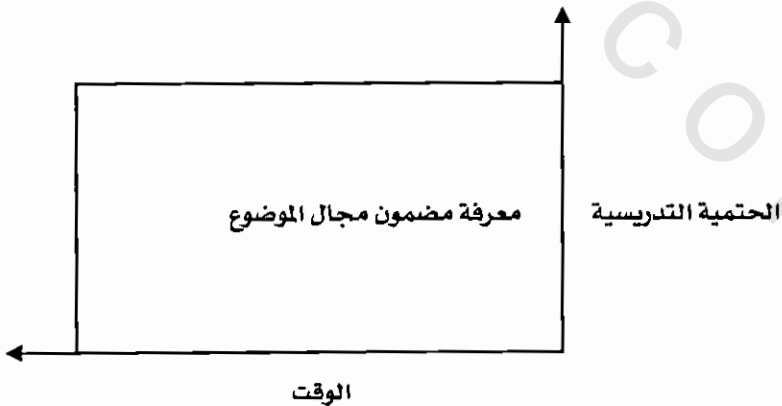 الحتمية التدريسية
معرفة مضمون مجال الموضوع
الوقت